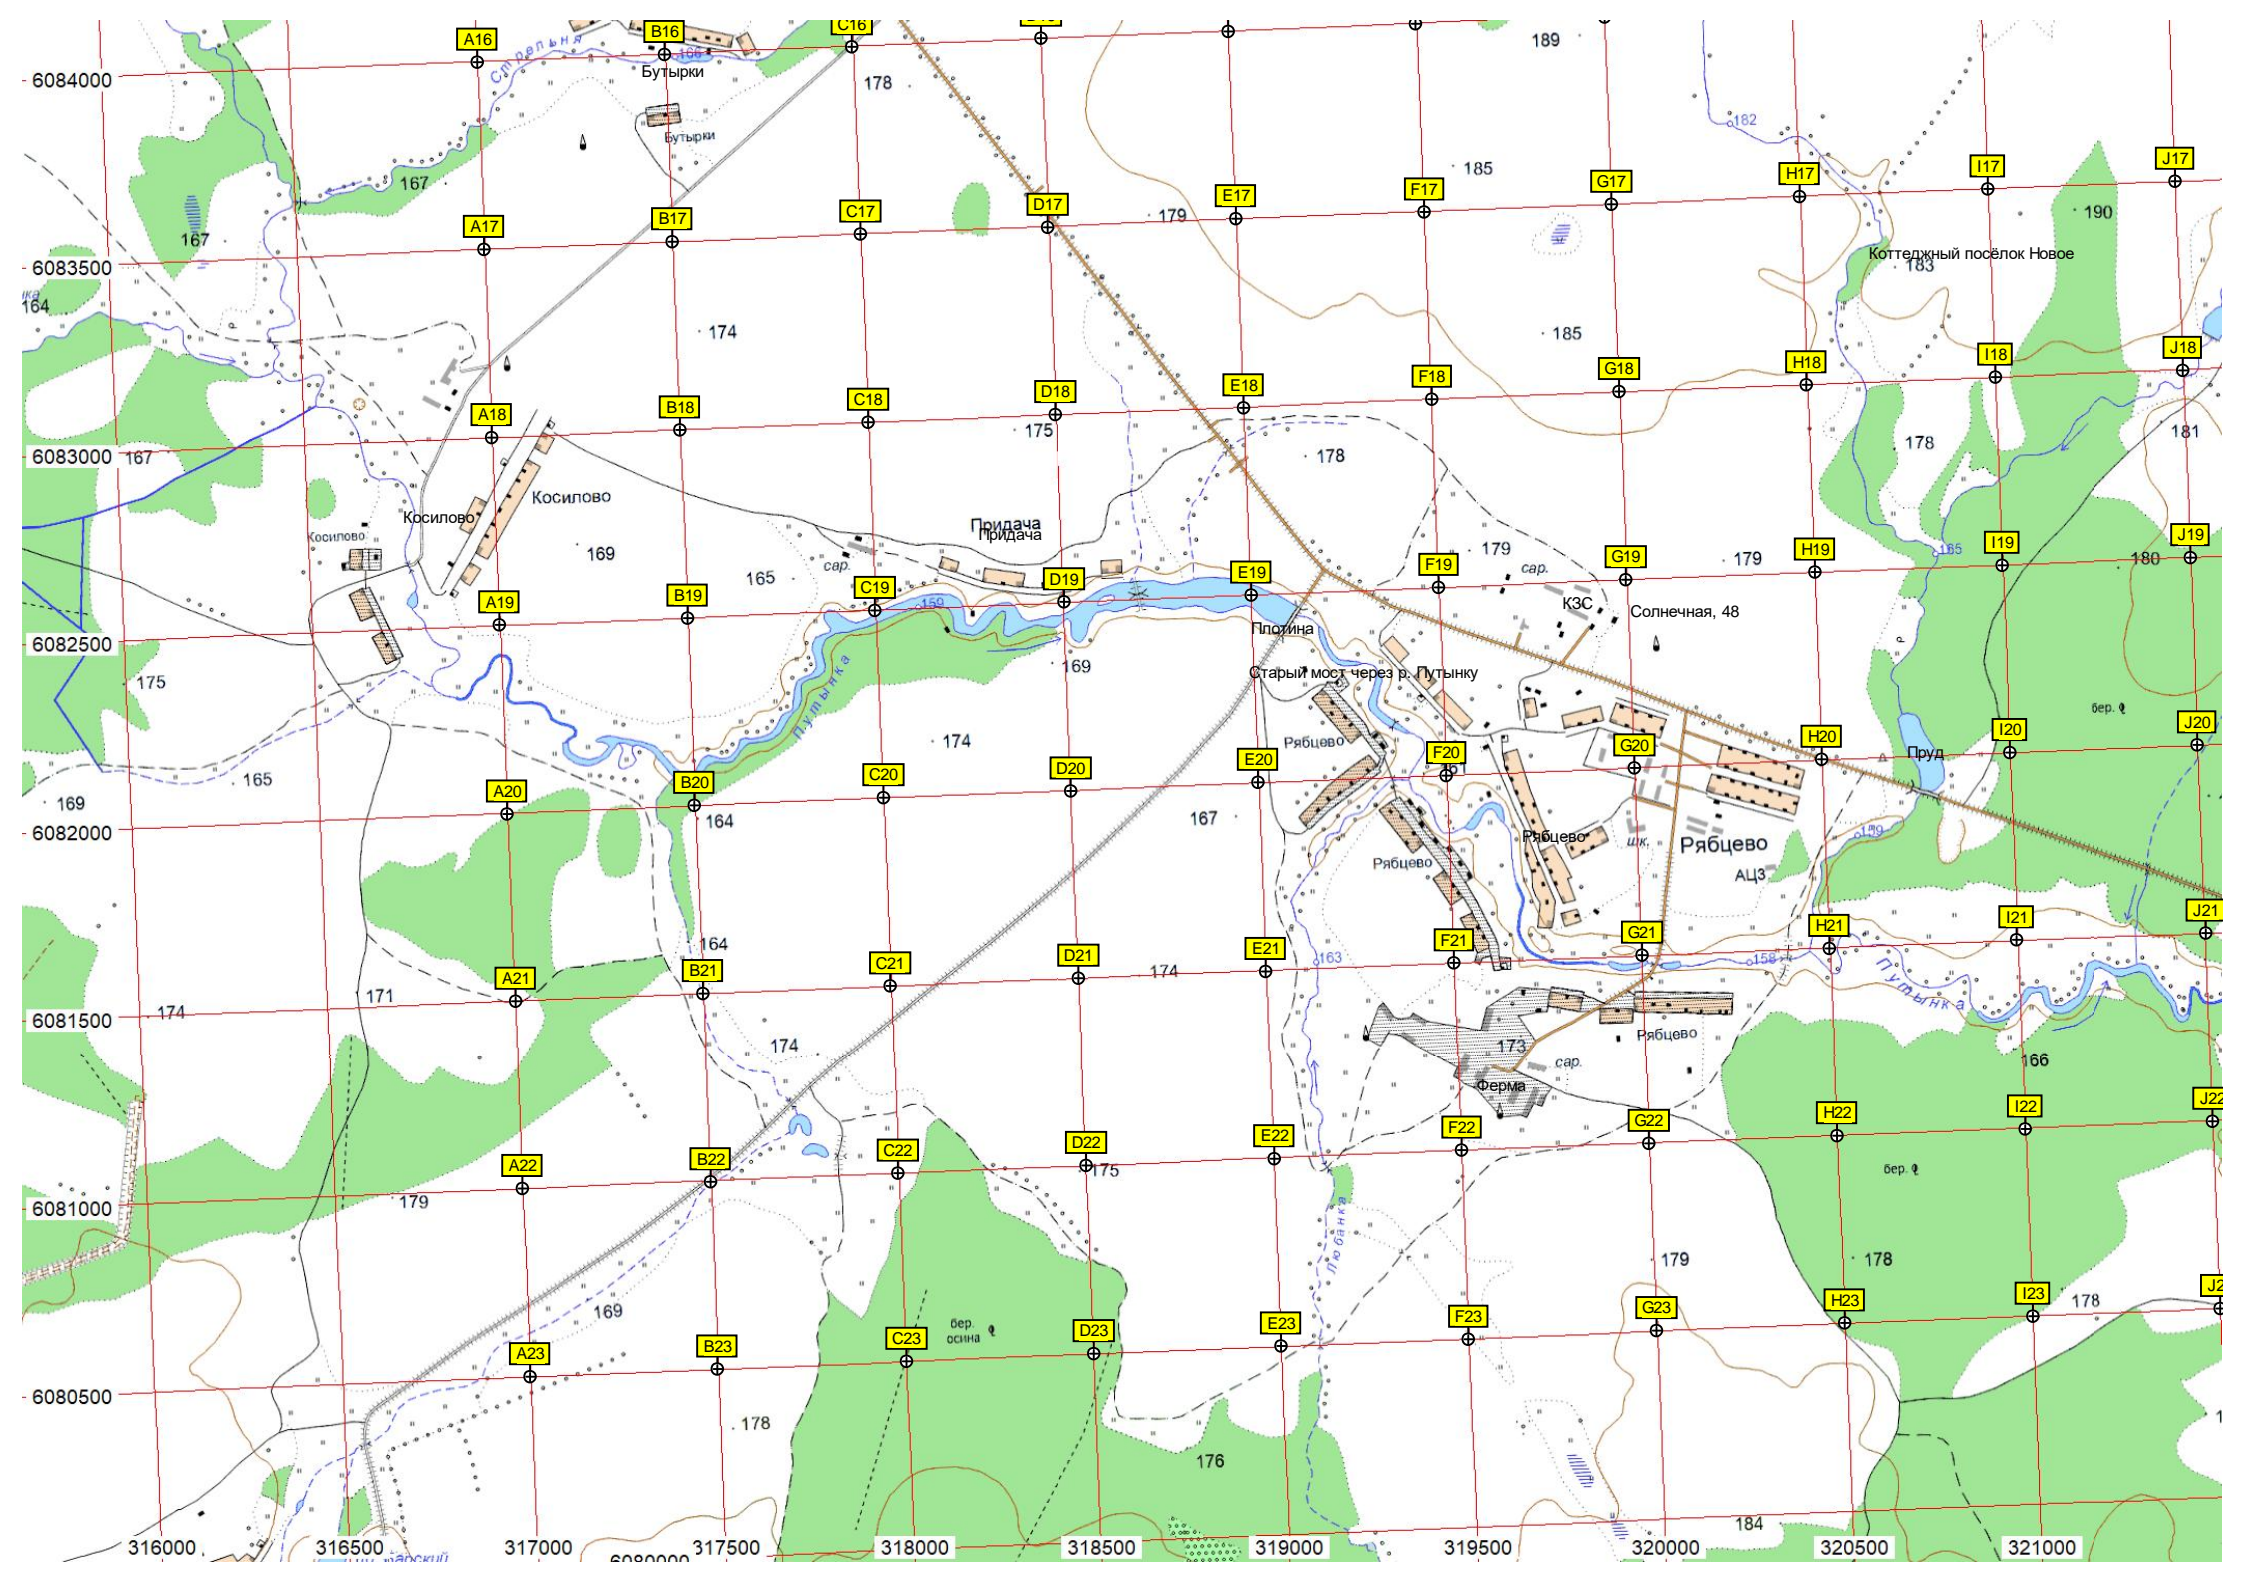 C16
B16
A16
189
Стрельня
166
6084000
Бутырки
178
182
Бутырки
J17
I17
185
H17
167
G17
F17
E17
D17
179
190
C17
B17
A17
167
Коттеджный посёлок Новое
183
6083500
164
174
185
J18
I18
H18
G18
F18
E18
D18
C18
B18
A18
175
181
178
178
6083000
167
Косилово
Косилово
Придача
Придача
Косилово
J19
I19
H19
G19
F19
E19
D19
C19
B19
A19
169
165
сар.
179
сар.
179
165
180
159
КЗС
Солнечная, 48
Плотина
6082500
169
175
Старый мост через р. Путынку
Путынка
бер.
174
Рябцево
J20
I20
H20
G20
F20
E20
D20
C20
B20
A20
Пруд
165
169
164
167
6082000
159
Рябцево
шк.
Рябцево
Рябцево
АЦЗ
J21
I21
H21
G21
F21
E21
D21
C21
B21
A21
164
163
158
174
171
Путынка
6081500
174
174
173
Рябцево
сар.
166
Ферма
J22
I22
H22
G22
F22
E22
D22
C22
B22
A22
175
бер.
179
6081000
Любанка
179
178
169
178
I23
H23
G23
F23
E23
D23
C23
B23
A23
бер.
осина
6080500
178
176
184
316000
316500
317000
317500
318000
318500
319000
319500
320000
320500
321000